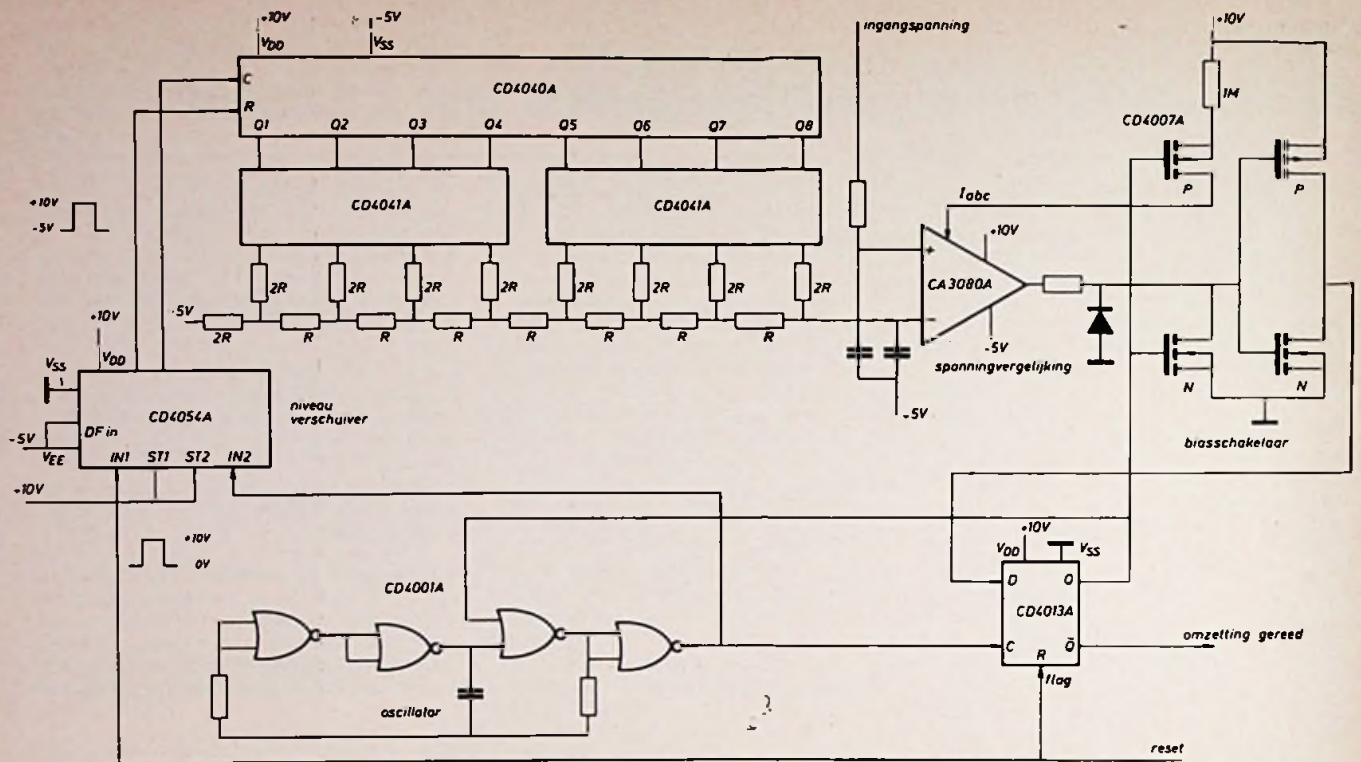 +10V
-5V
VDD
VSS
C
R
CD4040A
Q1 Q2 Q3 Q4 Q5 Q6 Q7 Q8
CD4041A
CD4041A
+10V
-5V
2R 2R 2R 2R 2R 2R 2R 2R
-5V
2R R R R R R R R
ingangspanning
+10V
1M
CD4007A
P
P
Iabc
+
+10V
CA3080A
-
-5V
spanningvergelijking
-5V
N
N
biasschakelaar
+10V
VSS
VDD
CD4054A
niveau
verschuiver
DF in
-5V
VEE
IN1 ST1 ST2 IN2
+10V
+10V
0V
CD4001A
oscillator
+10V
VDD
VSS
D
O
CD4013A
C
Q̄
R
flag
omzetting gereed
reset